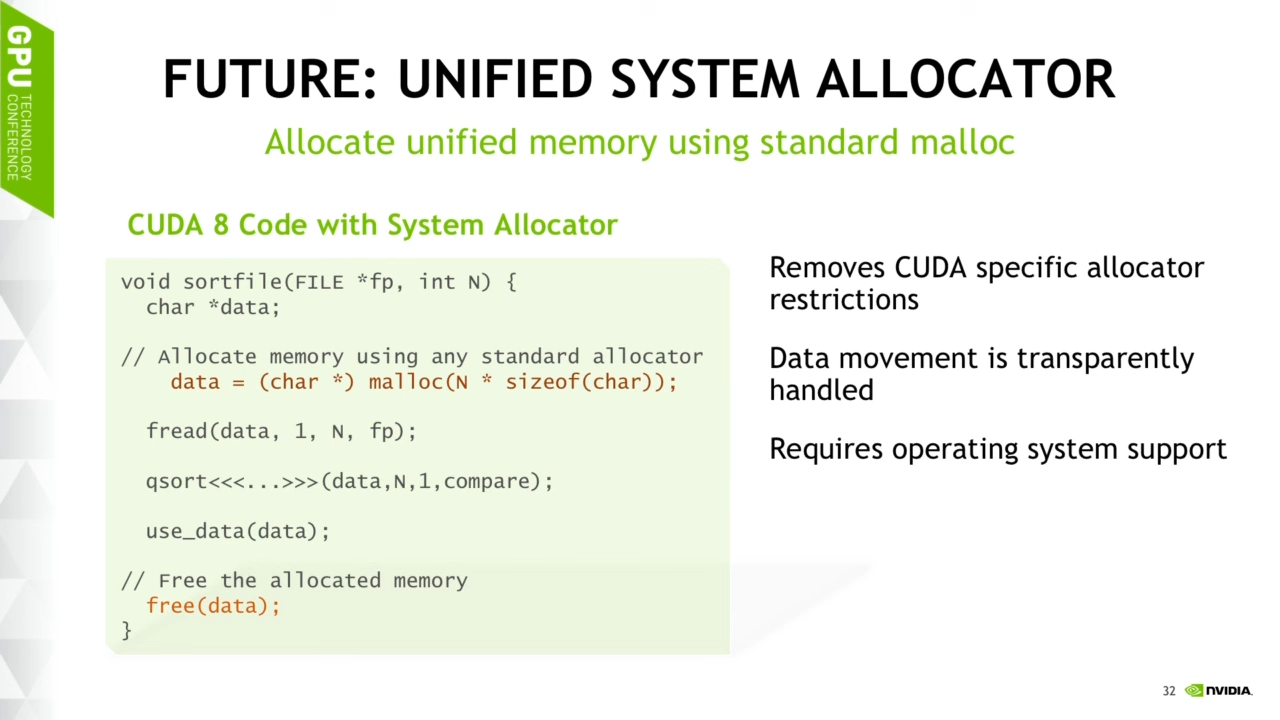 GPU TECHNOLOGY
CONFERENCE
FUTURE: UNIFIED SYSTEM ALLOCATOR
Allocate unified memory using standard malloc
CUDA 8 Code with System Allocator
void sortfile(FILE *fp, int N) {
char *data;
// Allocate memory using any standard allocator
data = (char *) malloc(N * sizeof(char));
fread(data, 1, N, fp);
qsort<<<...>>>(data,N,1,compare);
use_data(data);
// Free the allocated memory
free(data);
}
Removes CUDA specific allocator
restrictions
Data movement is transparently
handled
Requires operating system support
32 NVIDIA.